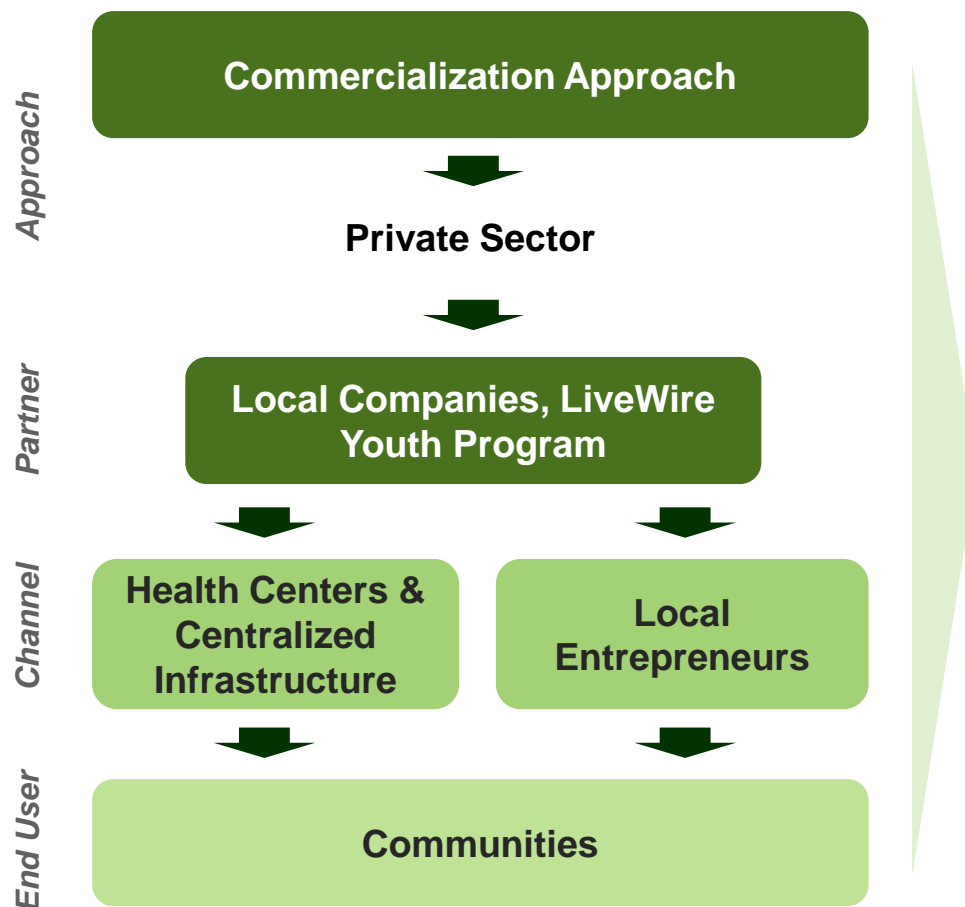 Approach
Commercialization Approach
Private Sector
Partner
Local Companies, LiveWire
Youth Program
Channel
Health Centers &
Centralized
Infrastructure
Local
Entrepreneurs
End User
Communities